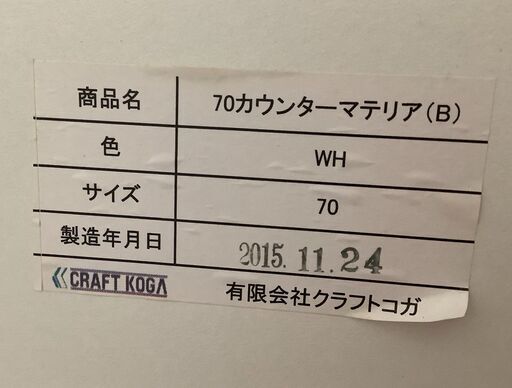 商品名 70カウンターマテリア(B)
色 WH
サイズ 70
製造年月日 2015.11.24
CRAFT KOGA 有限会社クラフトコガ